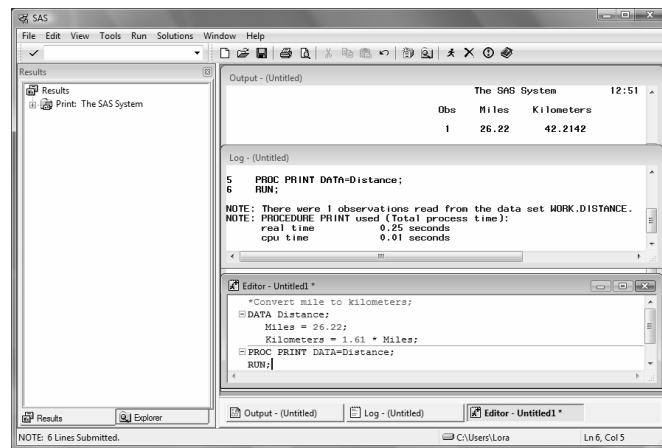 SAS
File Edit View Tools Run Solutions Window Help
Results
Results
Print: The SAS System
Output - (Untitled)
The SAS System 12:51
Obs Miles Kilometers
1 26.22 42.2142
Log - (Untitled)
5 PROC PRINT DATA=Distance;
6 RUN;
NOTE: There were 1 observations read from the data set WORK.DISTANCE.
NOTE: PROCEDURE PRINT used (Total process time):
real time 0.25 seconds
cpu time 0.01 seconds
Editor - Untitled1 *
*Convert mile to kilometers;
DATA Distance;
Miles = 26.22;
Kilometers = 1.61 * Miles;
PROC PRINT DATA=Distance;
RUN;
Results Explorer Output - (Untitled) Log - (Untitled) Editor - Untitled1 *
NOTE: 6 Lines Submitted. C:\Users\Lora Ln 6, Col 5